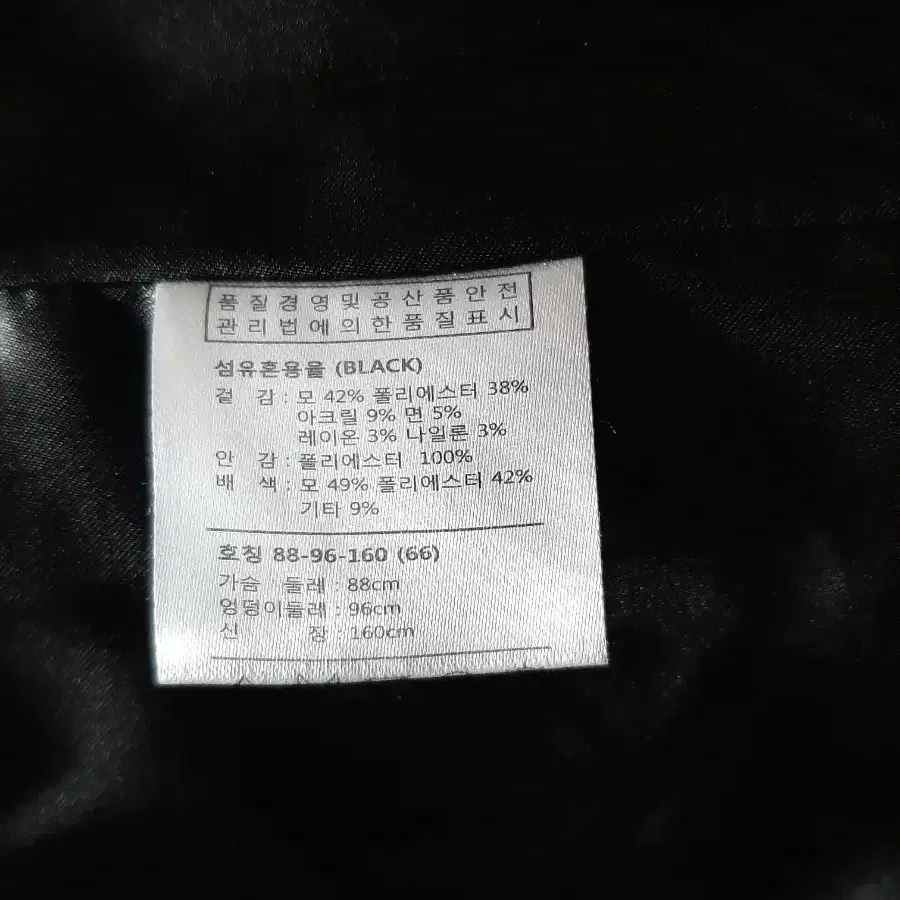 품질경영및공산품안전
관리법에의한품질표시
섬유혼용율 (BLACK)
겉 감 : 모 42% 폴리에스터 38%
아크릴 9% 면 5%
레이온 3% 나일론 3%
안 감 : 폴리에스터 100%
배 색 : 모 49% 폴리에스터 42%
기타 9%
호칭 88-96-160 (66)
가슴 둘레 : 88cm
엉덩이둘레 : 96cm
신 장 : 160cm